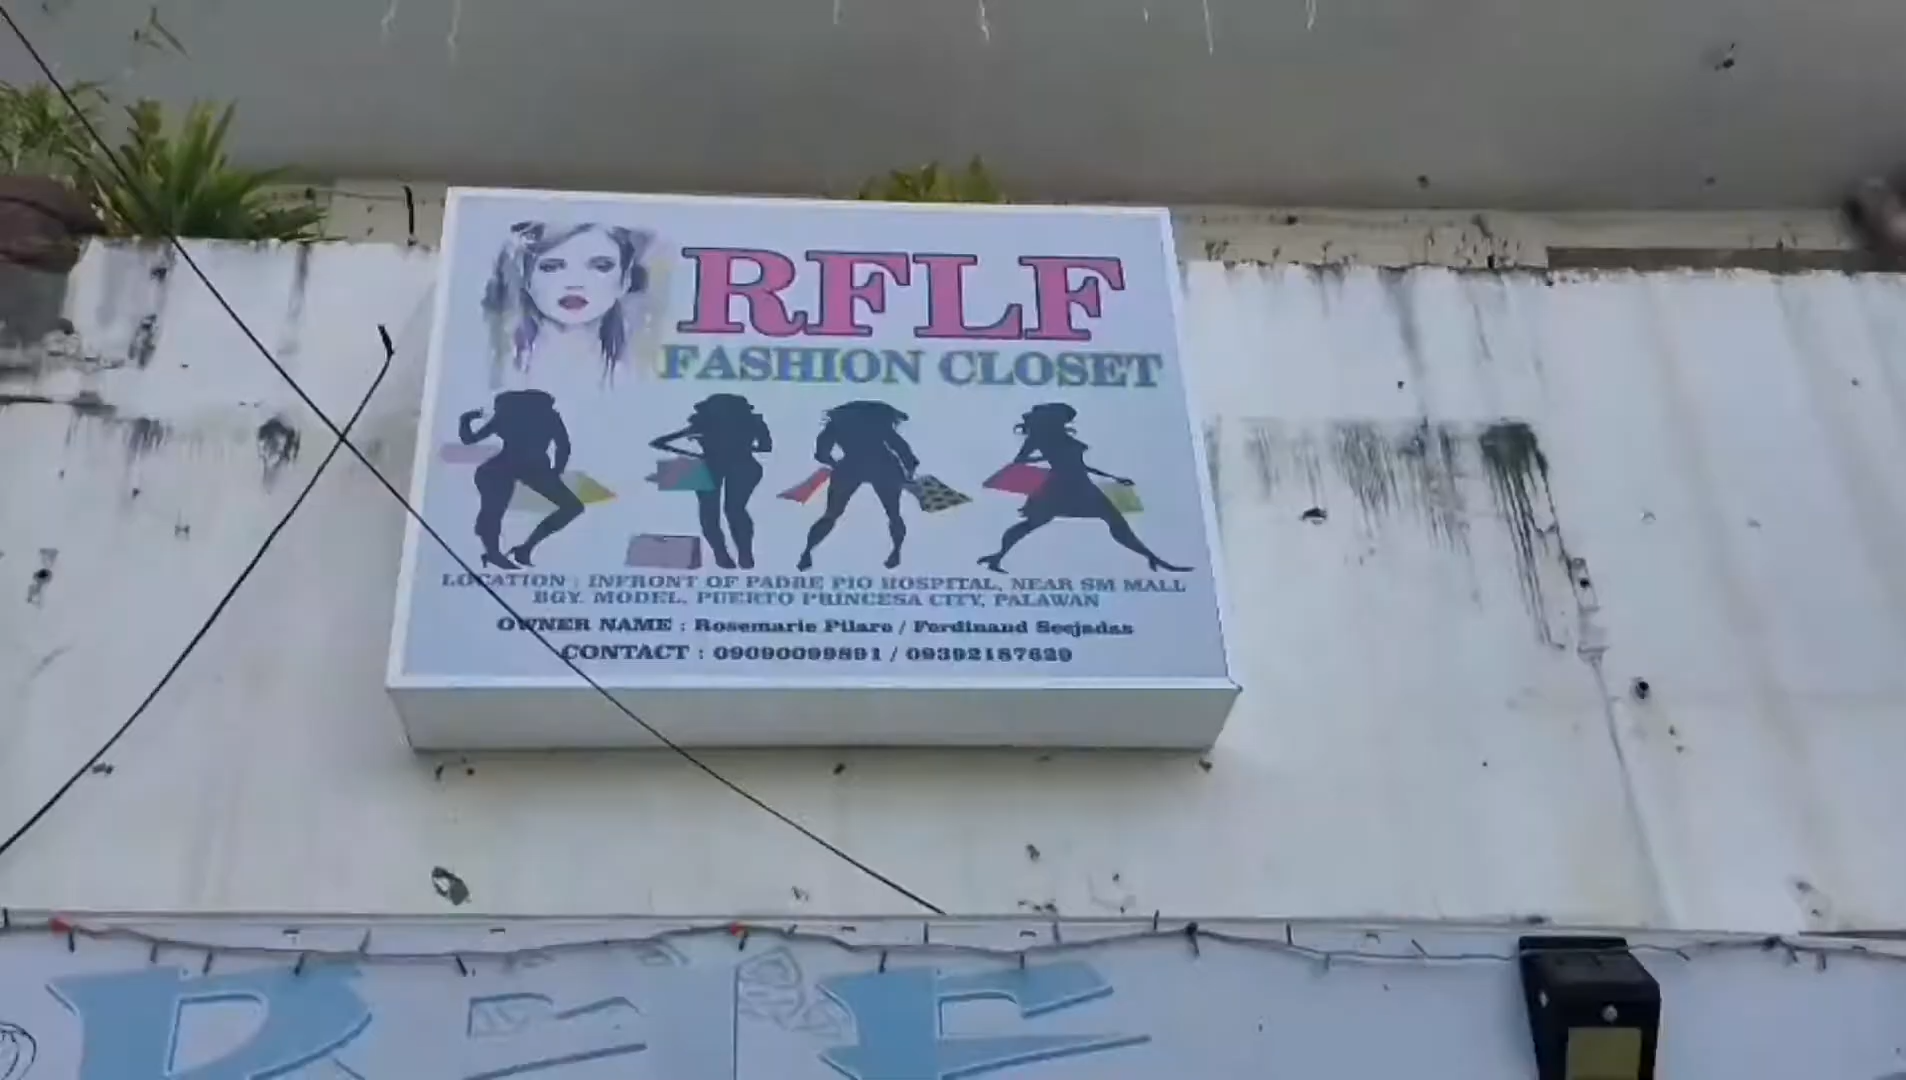 RFLF
FASHION CLOSET
LOCATION : INFRONT OF PADRE PIO HOSPITAL, NEAR SM MALL
BGY. MODEL, PUERTO PRINCESA CITY, PALAWAN
OWNER NAME : Rosemarie Pilaro / Ferdinand
CONTACT : 09090099891 / 09392187629